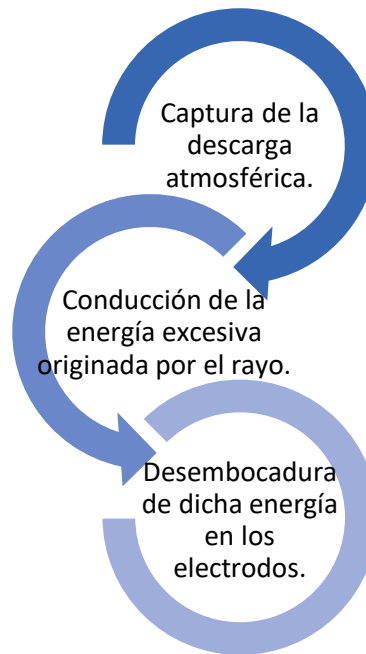 Captura de la
descarga
atmosférica.
Conducción de la
energía excesiva
originada por el rayo.
Desembocadura
de dicha energía
en los
electrodos.